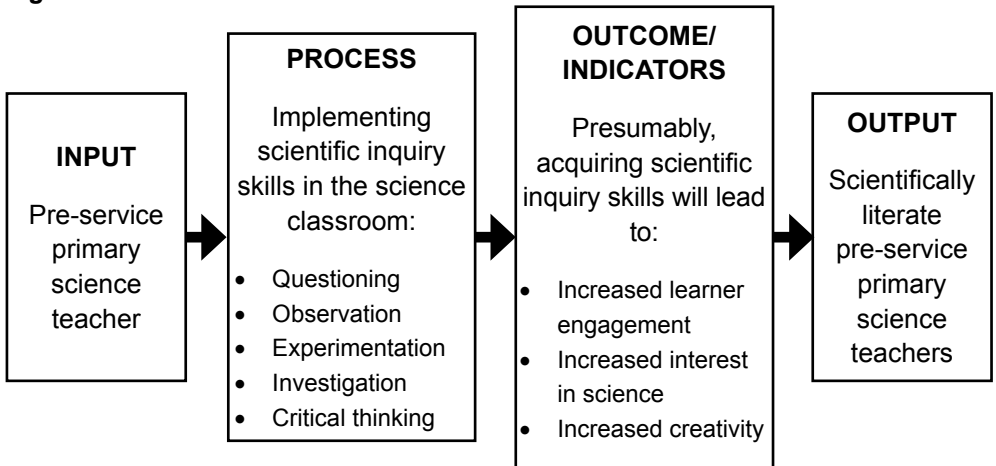 INPUT
Pre-service
primary
science
teacher
PROCESS
Implementing
scientific inquiry
skills in the science
classroom:
• Questioning
• Observation
• Experimentation
• Investigation
• Critical thinking
OUTCOME/
INDICATORS
Presumably,
acquiring scientific
inquiry skills will lead
to:
• Increased learner
engagement
• Increased interest
in science
• Increased creativity
OUTPUT
Scientifically
literate
pre-service
primary
science
teachers